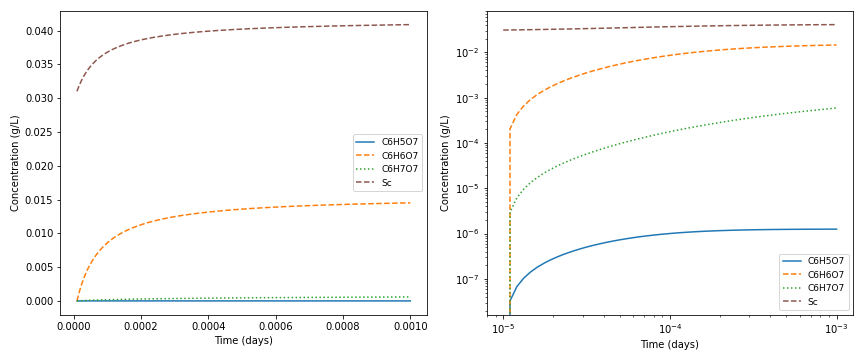 0.040
0.035
0.030
0.025
0.020
0.015
0.010
0.005
0.000
Concentration (g/L)
C6H5O7
C6H6O7
C6H7O7
Sc
0.0000 0.0002 0.0004 0.0006 0.0008 0.0010
Time (days)
10⁻²
10⁻³
10⁻⁴
10⁻⁵
10⁻⁶
10⁻⁷
Concentration (g/L)
C6H5O7
C6H6O7
C6H7O7
Sc
10⁻⁵ 10⁻⁴ 10⁻³
Time (days)